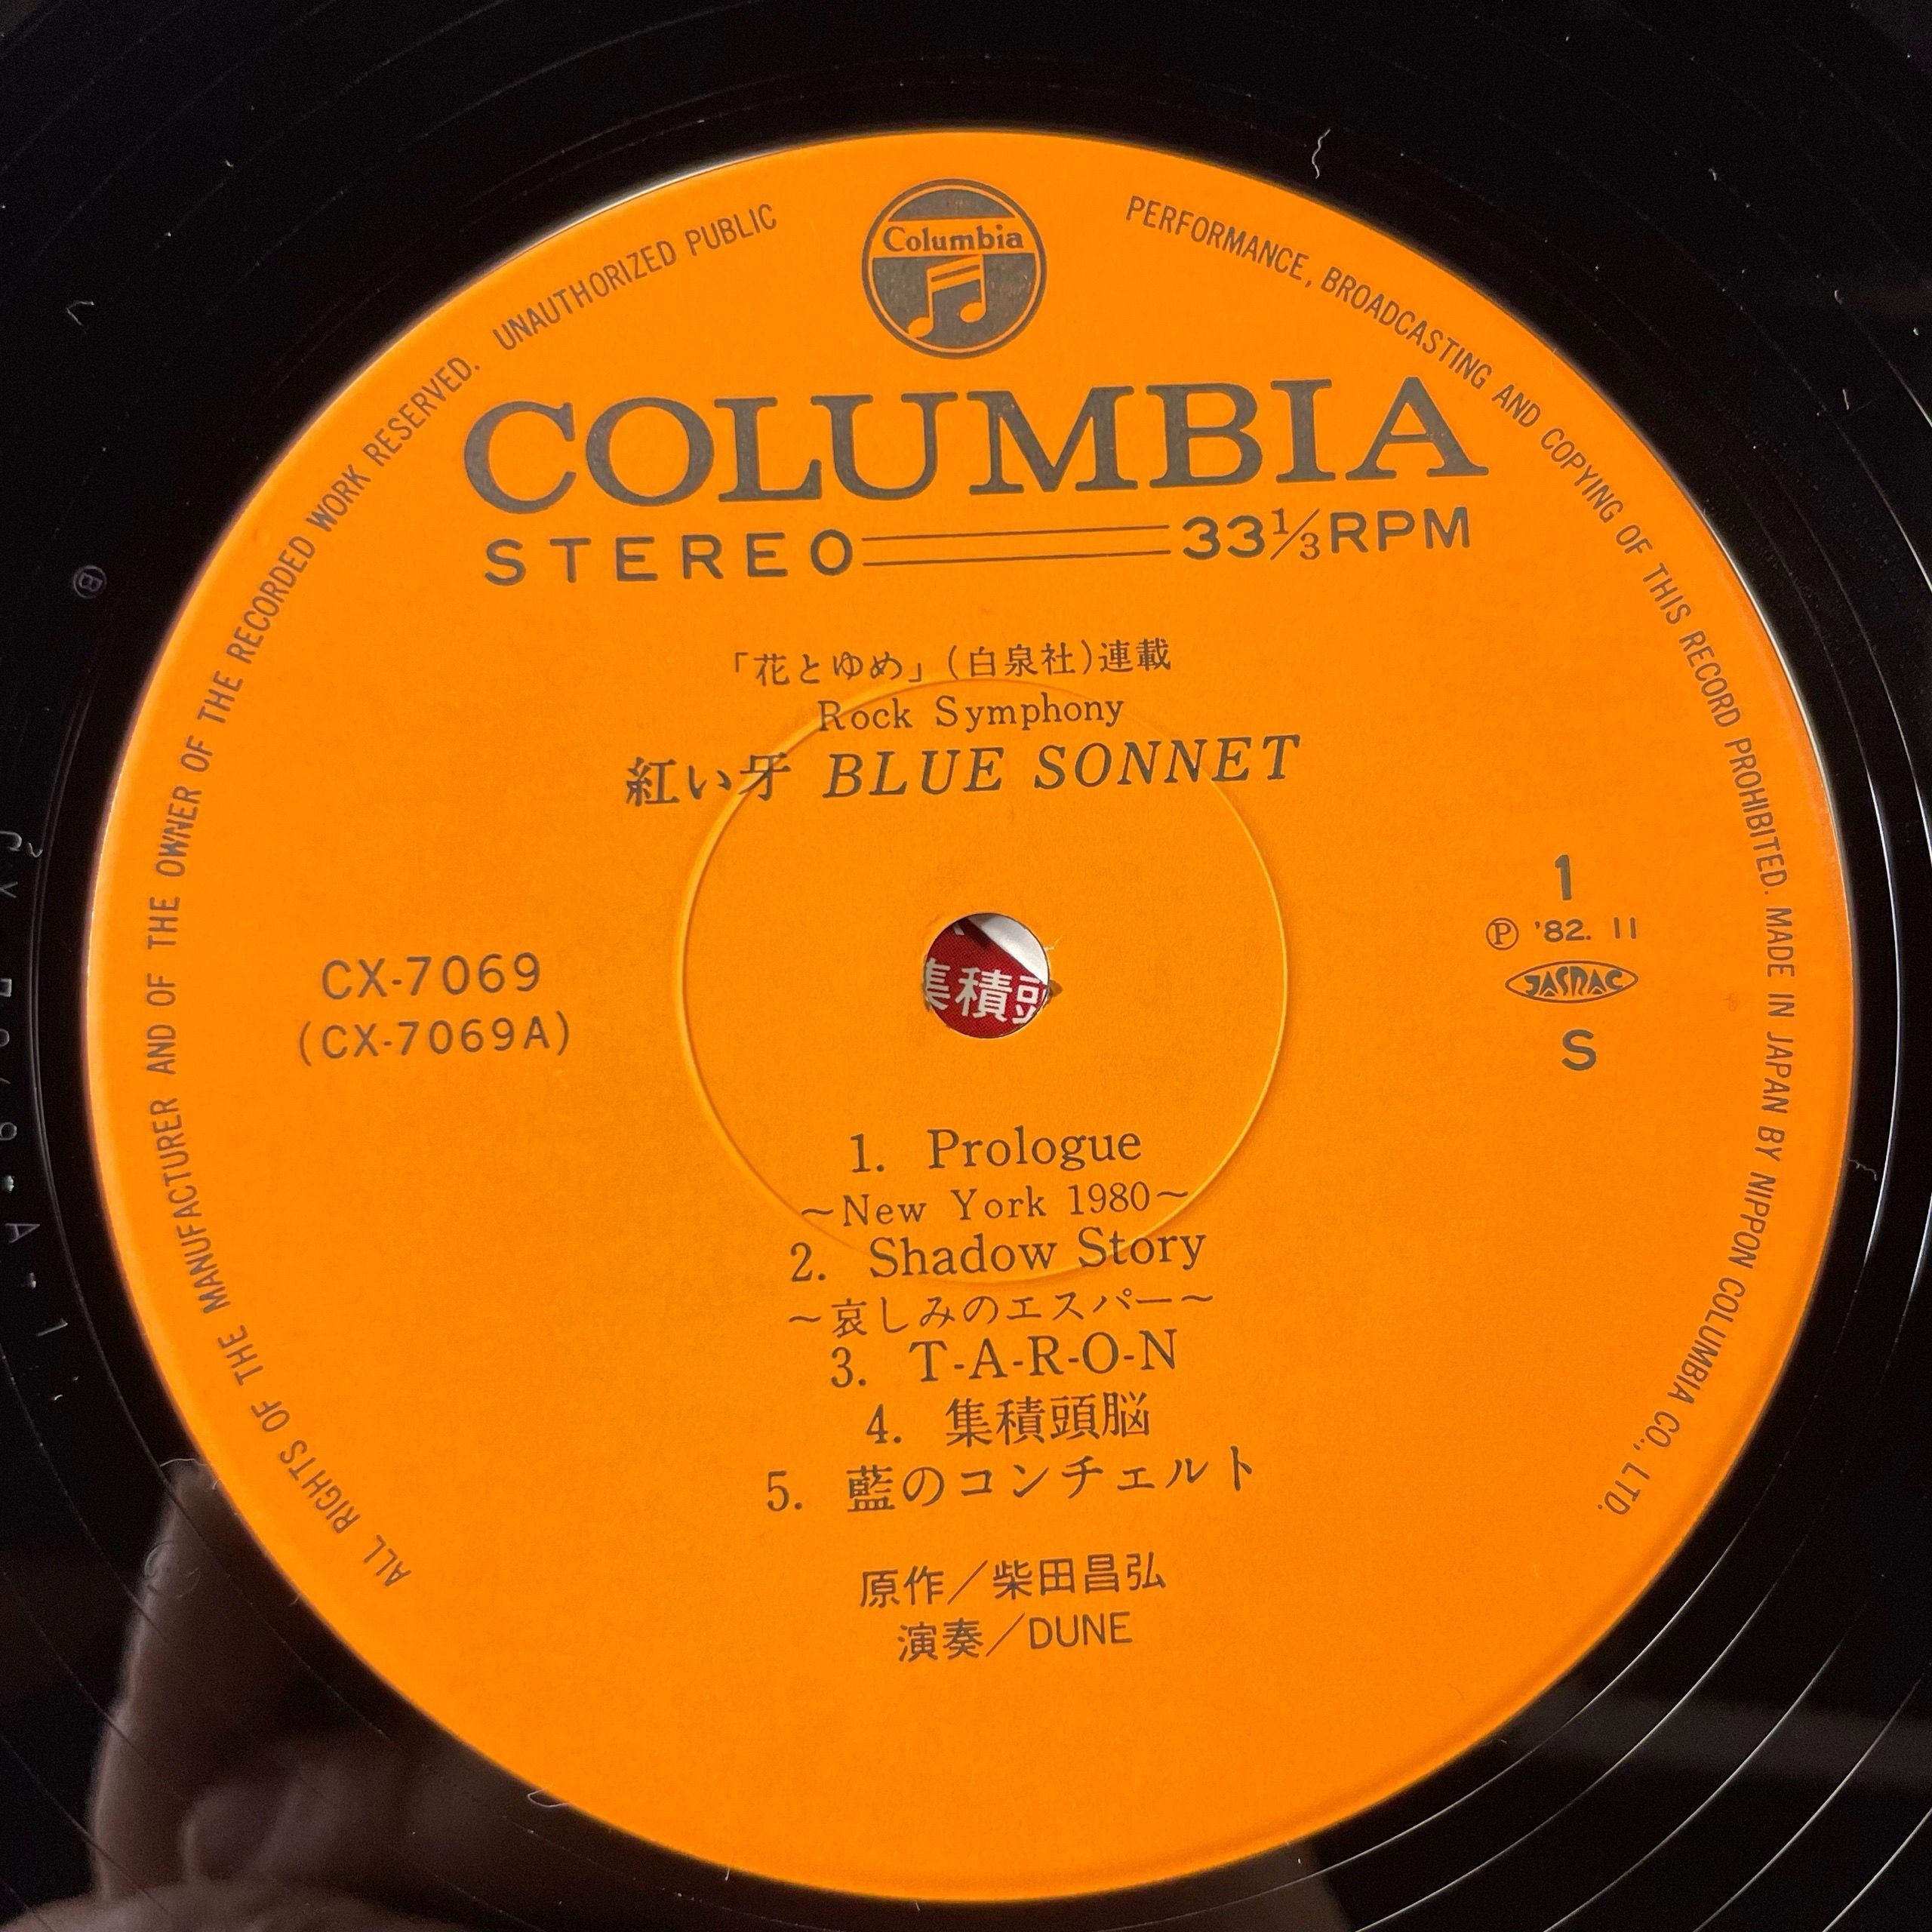 ALL RIGHTS OF THE MANUFACTURER AND OF THE OWNER OF THE RECORDED WORK RESERVED. UNAUTHORIZED PUBLIC PERFORMANCE, BROADCASTING AND COPYING OF THIS RECORD PROHIBITED. MADE IN JAPAN BY NIPPON COLUMBIA CO., LTD.
Columbia
COLUMBIA
STEREO 33⅓RPM
「花とゆめ」(白泉社)連載
Rock Symphony
紅い牙 BLUE SONNET
CX-7069
(CX-7069A)
集積頭
1
Ⓟ '82. 11
JASRAC
S
1. Prologue
~New York 1980~
2. Shadow Story
~哀しみのエスパー~
3. T-A-R-O-N
4. 集積頭脳
5. 藍のコンチェルト
原作/柴田昌弘
演奏/DUNE
Ⓑ